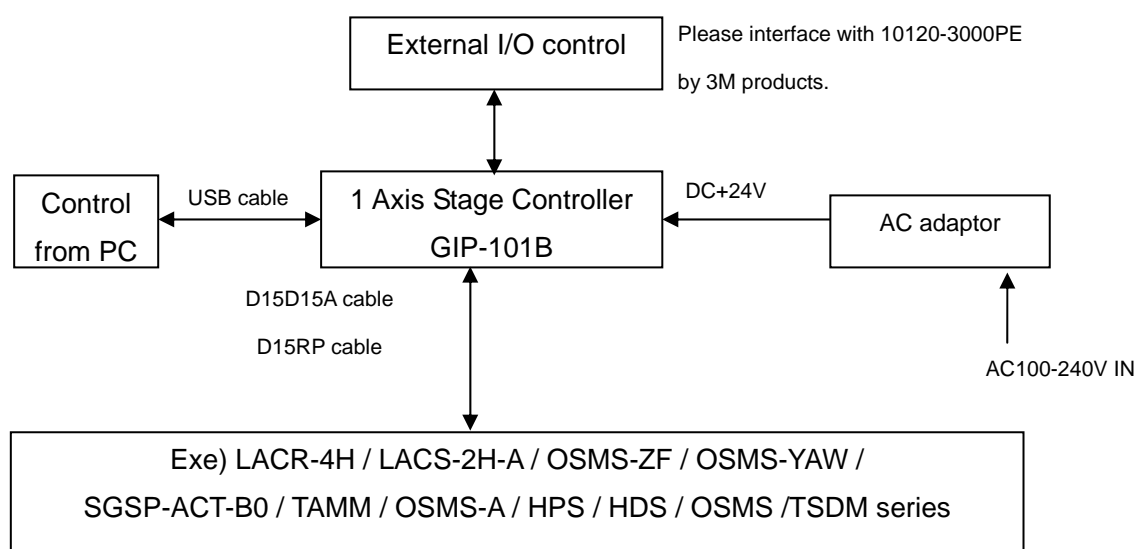 External I/O control
Please interface with 10120-3000PE
by 3M products.
Control
from PC
USB cable
1 Axis Stage Controller
GIP-101B
DC+24V
AC adaptor
D15D15A cable
D15RP cable
AC100-240V IN
Exe) LACR-4H / LACS-2H-A / OSMS-ZF / OSMS-YAW /
SGSP-ACT-B0 / TAMM / OSMS-A / HPS / HDS / OSMS /TSDM series